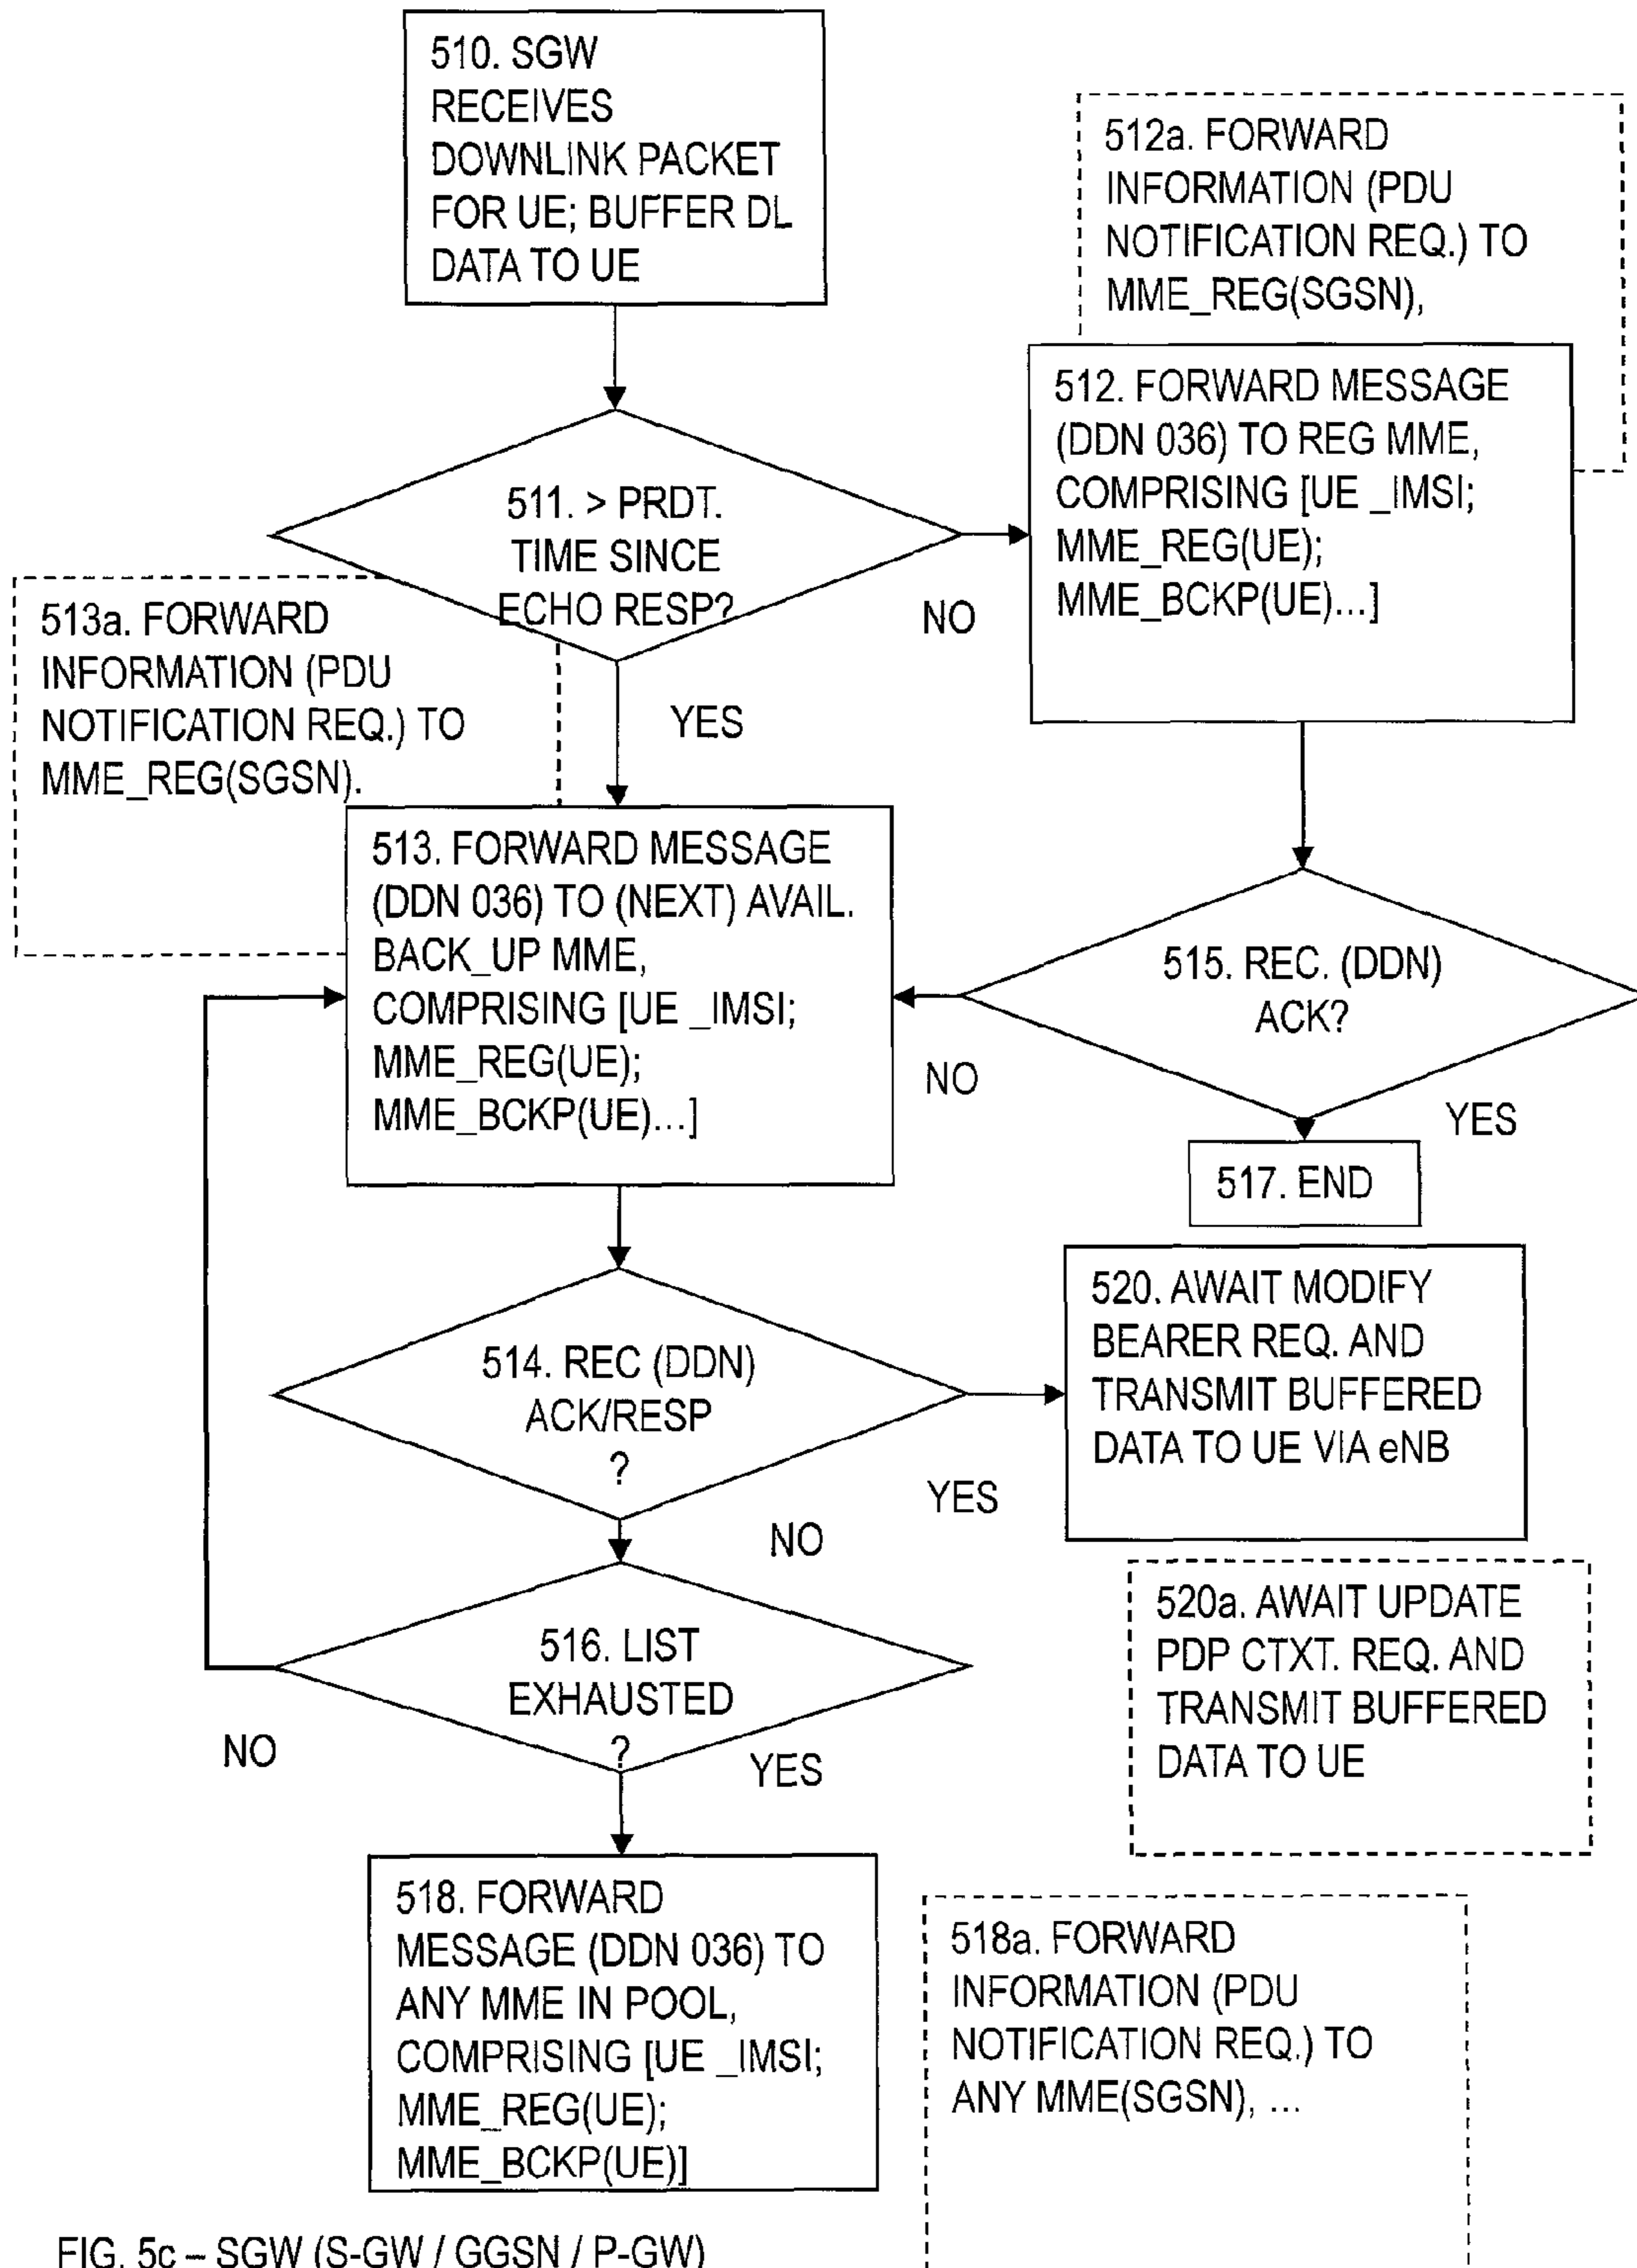 510. SGW
RECEIVES
DOWNLINK PACKET
FOR UE; BUFFER DL
DATA TO UE
512a. FORWARD
INFORMATION (PDU
NOTIFICATION REQ.) TO
MME_REG(SGSN),
512. FORWARD MESSAGE
(DDN 036) TO REG MME,
COMPRISING [UE _IMSI;
MME_REG(UE);
MME_BCKP(UE)...]
511. > PRDT.
TIME SINCE
ECHO RESP?
NO
YES
513a. FORWARD
INFORMATION (PDU
NOTIFICATION REQ.) TO
MME_REG(SGSN).
513. FORWARD MESSAGE
(DDN 036) TO (NEXT) AVAIL.
BACK_UP MME,
COMPRISING [UE _IMSI;
MME_REG(UE);
MME_BCKP(UE)...]
515. REC. (DDN)
ACK?
NO
YES
517. END
514. REC (DDN)
ACK/RESP
?
YES
NO
520. AWAIT MODIFY
BEARER REQ. AND
TRANSMIT BUFFERED
DATA TO UE VIA eNB
520a. AWAIT UPDATE
PDP CTXT. REQ. AND
TRANSMIT BUFFERED
DATA TO UE
516. LIST
EXHAUSTED
?
NO
YES
518. FORWARD
MESSAGE (DDN 036) TO
ANY MME IN POOL,
COMPRISING [UE _IMSI;
MME_REG(UE);
MME_BCKP(UE)]
518a. FORWARD
INFORMATION (PDU
NOTIFICATION REQ.) TO
ANY MME(SGSN), ...
FIG. 5c – SGW (S-GW / GGSN / P-GW)